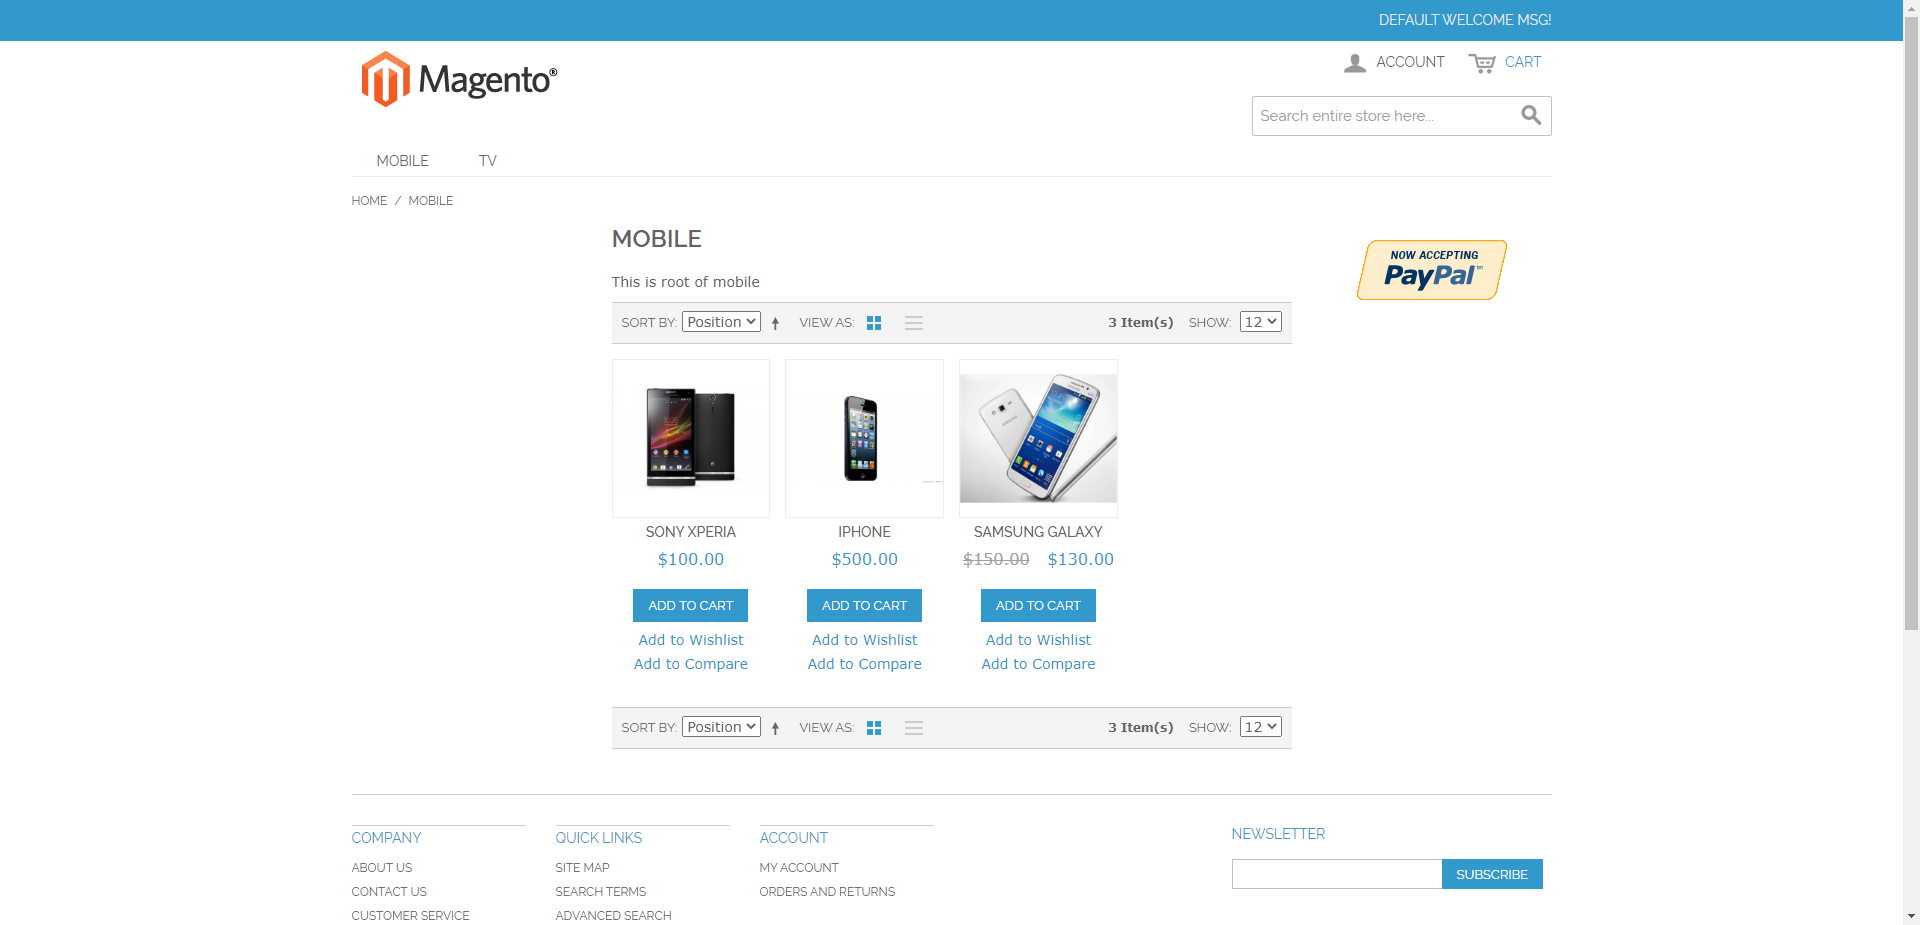 DEFAULT WELCOME MSG!
Magento®
ACCOUNT CART
Search entire store here...
MOBILE TV
HOME / MOBILE
MOBILE
NOW ACCEPTING
PayPal™
This is root of mobile
SORT BY: Position VIEW AS: 3 Item(s) SHOW: 12
SONY XPERIA IPHONE SAMSUNG GALAXY
$100.00 $500.00 $150.00 $130.00
ADD TO CART ADD TO CART ADD TO CART
Add to Wishlist Add to Wishlist Add to Wishlist
Add to Compare Add to Compare Add to Compare
SORT BY: Position VIEW AS: 3 Item(s) SHOW: 12
COMPANY
ABOUT US
CONTACT US
CUSTOMER SERVICE
QUICK LINKS
SITE MAP
SEARCH TERMS
ADVANCED SEARCH
ACCOUNT
MY ACCOUNT
ORDERS AND RETURNS
NEWSLETTER
SUBSCRIBE